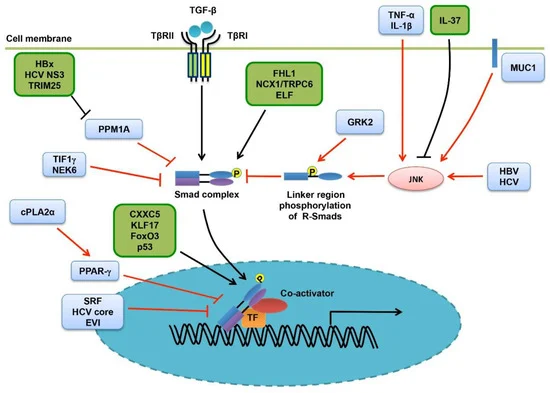 TGF-β
TβRII
TβRI
Cell membrane
TNF-α
IL-1β
IL-37
MUC1
HBx
HCV NS3
TRIM25
FHL1
NCX1/TRPC6
ELF
PPM1A
GRK2
TIF1γ
NEK6
P
P
JNK
HBV
HCV
Smad complex
Linker region
phosphorylation
of R-Smads
cPLA2α
CXXC5
KLF17
FoxO3
p53
PPAR-γ
P
Co-activator
SRF
HCV core
EVI
TF